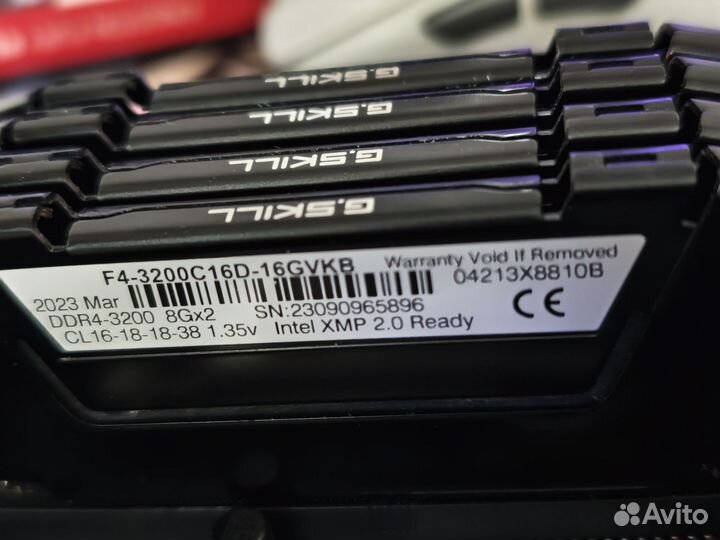 G.SKILL
G.SKILL
G.SKILL
G.SKILL
F4-3200C16D-16GVKB Warranty Void If Removed
2023 Mar 04213X8810B
DDR4-3200 8Gx2 SN:23090965896
CL16-18-18-38 1.35v Intel XMP 2.0 Ready
CE
Avito